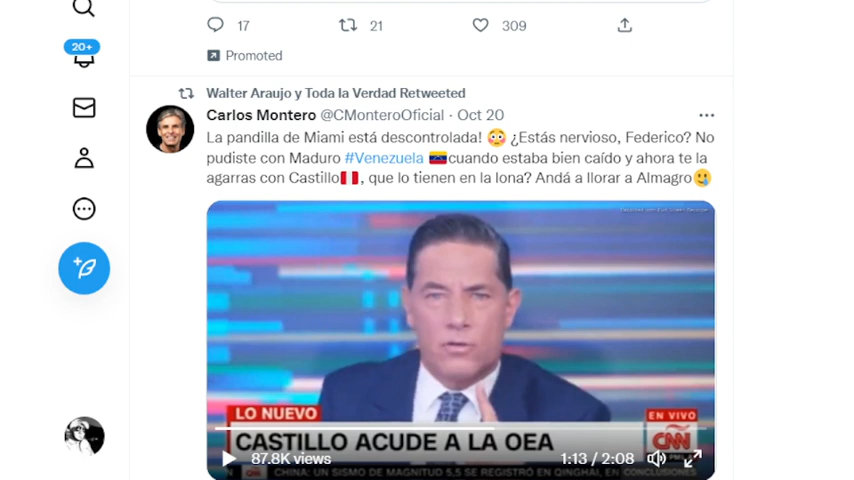 17 21 309
Promoted
20+
Walter Araujo y Toda la Verdad Retweeted
Carlos Montero @CMonteroOficial · Oct 20
La pandilla de Miami está descontrolada! 😳 ¿Estás nervioso, Federico? No
pudiste con Maduro #Venezuela 🇻🇪cuando estaba bien caído y ahora te la
agarras con Castillo🇵🇪, que lo tienen en la lona? Andá a llorar a Almagro🥲
LO NUEVO
EN VIVO
CASTILLO ACUDE A LA OEA
CNN
87.8K views
1:13 / 2:08
CHINA: UN SISMO DE MAGNITUD 5,5 SE REGISTRÓ EN QINGHAI, EN CONCLUSIONES